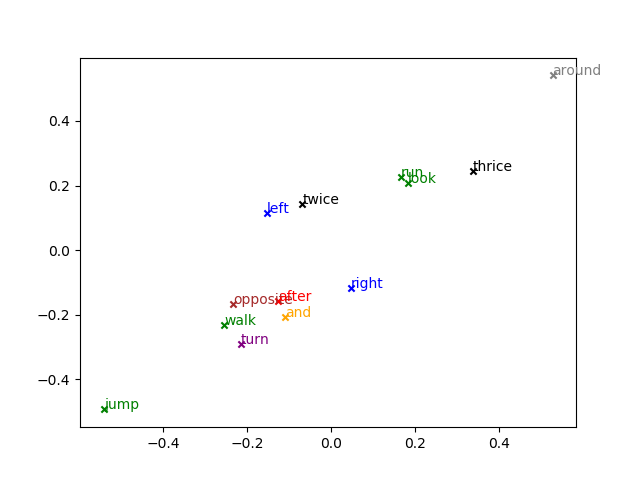 around
0.4
thrice
run
look
0.2
twice
left
0.0
right
after
opposite
and
−0.2
walk
turn
−0.4
jump
−0.4 −0.2 0.0 0.2 0.4